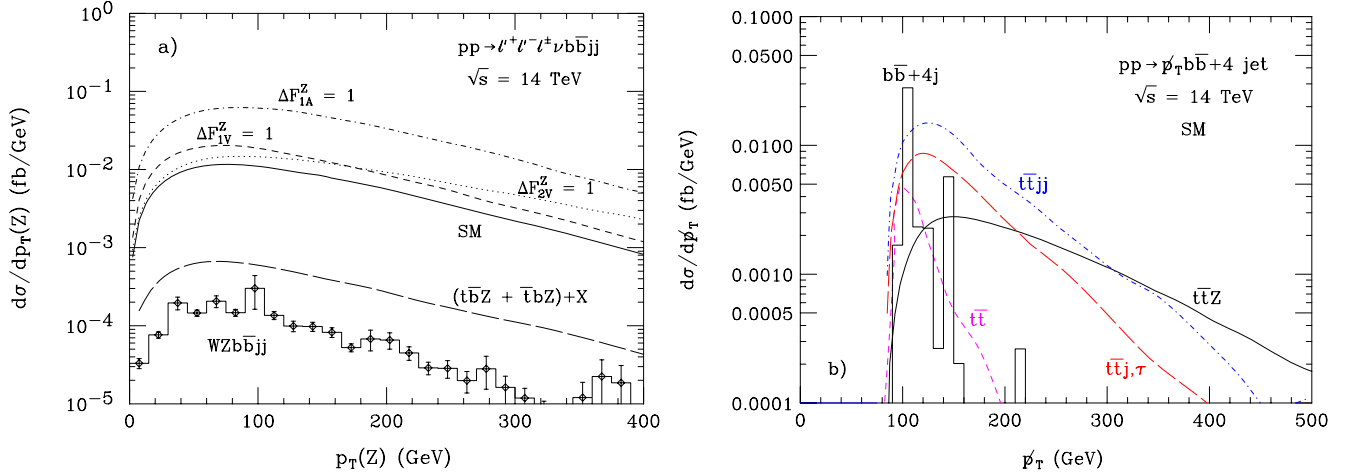 a)
pp → ℓ'⁺ℓ'⁻ℓ±νbb̅jj
√s = 14 TeV
ΔF^Z_1A = 1
ΔF^Z_1V = 1
ΔF^Z_2V = 1
SM
(tb̅Z + t̅bZ)+X
WZbb̅jj
dσ/dp_T(Z) (fb/GeV)
10⁰
10⁻¹
10⁻²
10⁻³
10⁻⁴
10⁻⁵
0 100 200 300 400
p_T(Z) (GeV)
bb̅+4j
pp → p̸_T bb̅+4 jet
√s = 14 TeV
SM
tt̅jj
tt̅Z
tt̅
tt̅j,τ
b)
dσ/dp̸_T (fb/GeV)
0.1000
0.0500
0.0100
0.0050
0.0010
0.0005
0.0001
0 100 200 300 400 500
p̸_T (GeV)